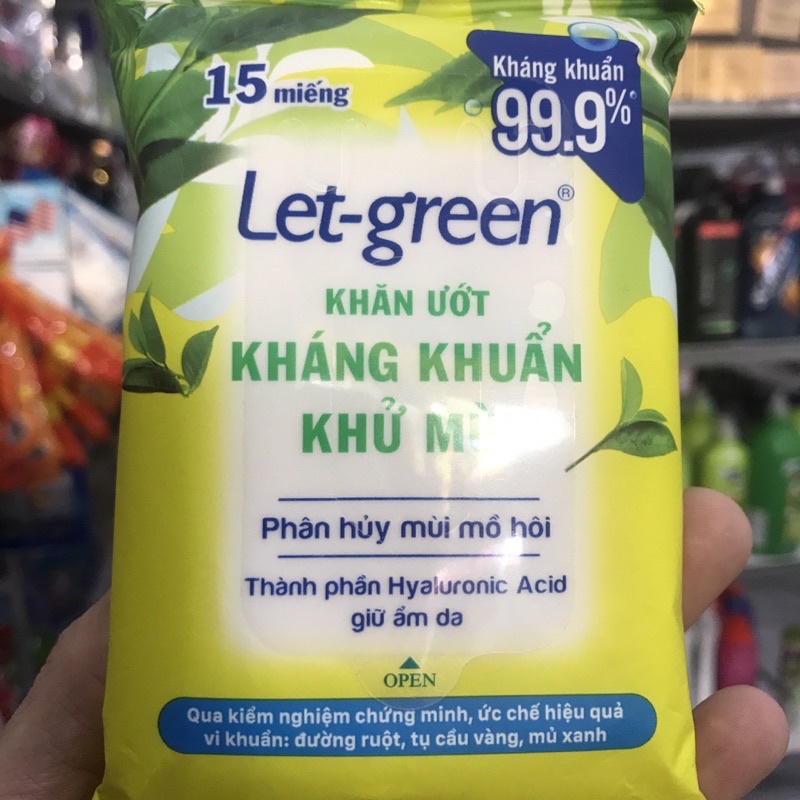 15 miếng
Kháng khuẩn
99.9%
Let-green®
KHĂN ƯỚT
KHÁNG KHUẨN
KHỬ MÙI
Phân hủy mùi mồ hôi
Thành phần Hyaluronic Acid
giữ ẩm da
OPEN
Qua kiểm nghiệm chứng minh, ức chế hiệu quả
vi khuẩn: đường ruột, tụ cầu vàng, mủ xanh